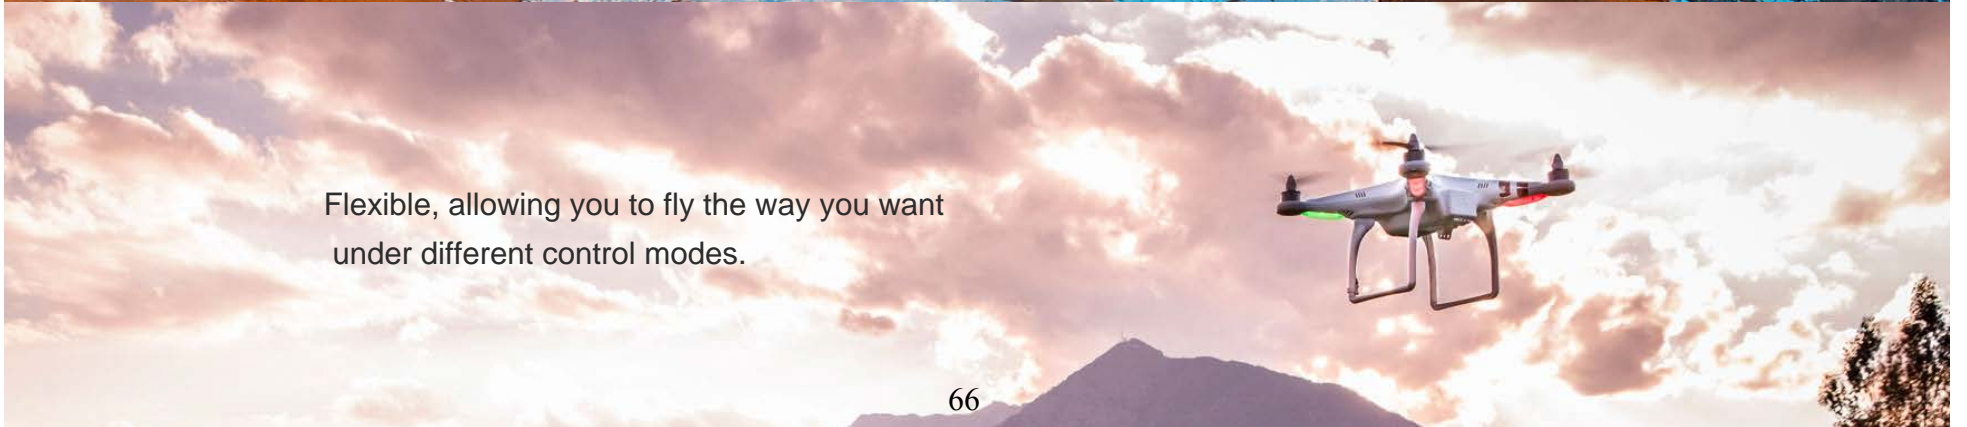 Flexible, allowing you to fly the way you want
under different control modes.
66